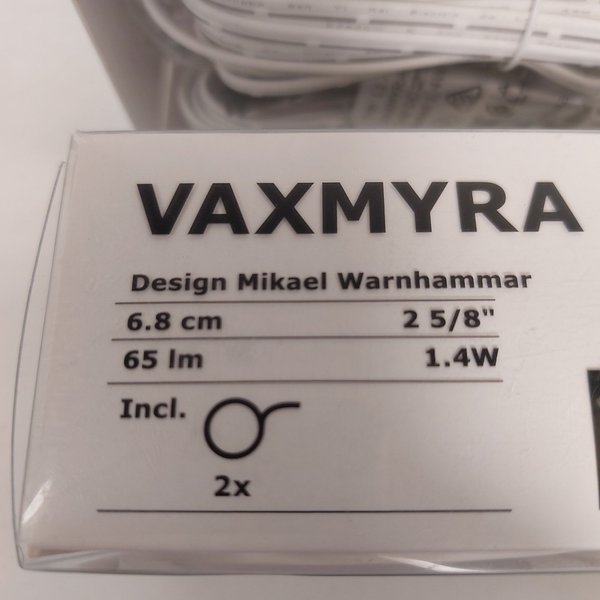 VAXMYRA
Design Mikael Warnhammar
6.8 cm 2 5/8"
65 lm 1.4W
Incl.
2x